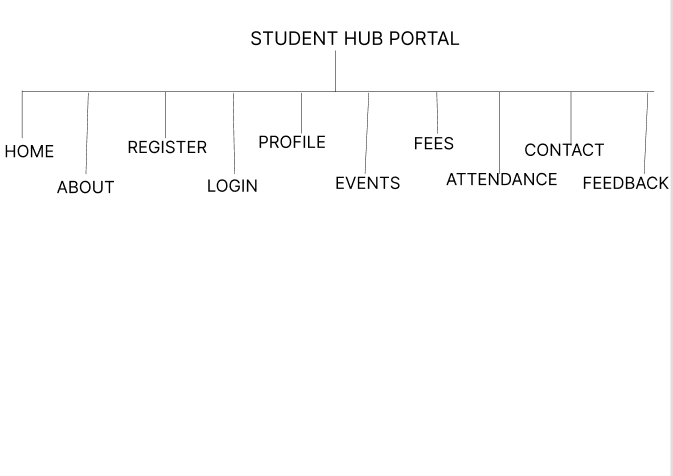 STUDENT HUB PORTAL
HOME
ABOUT
REGISTER
LOGIN
PROFILE
EVENTS
FEES
ATTENDANCE
CONTACT
FEEDBACK